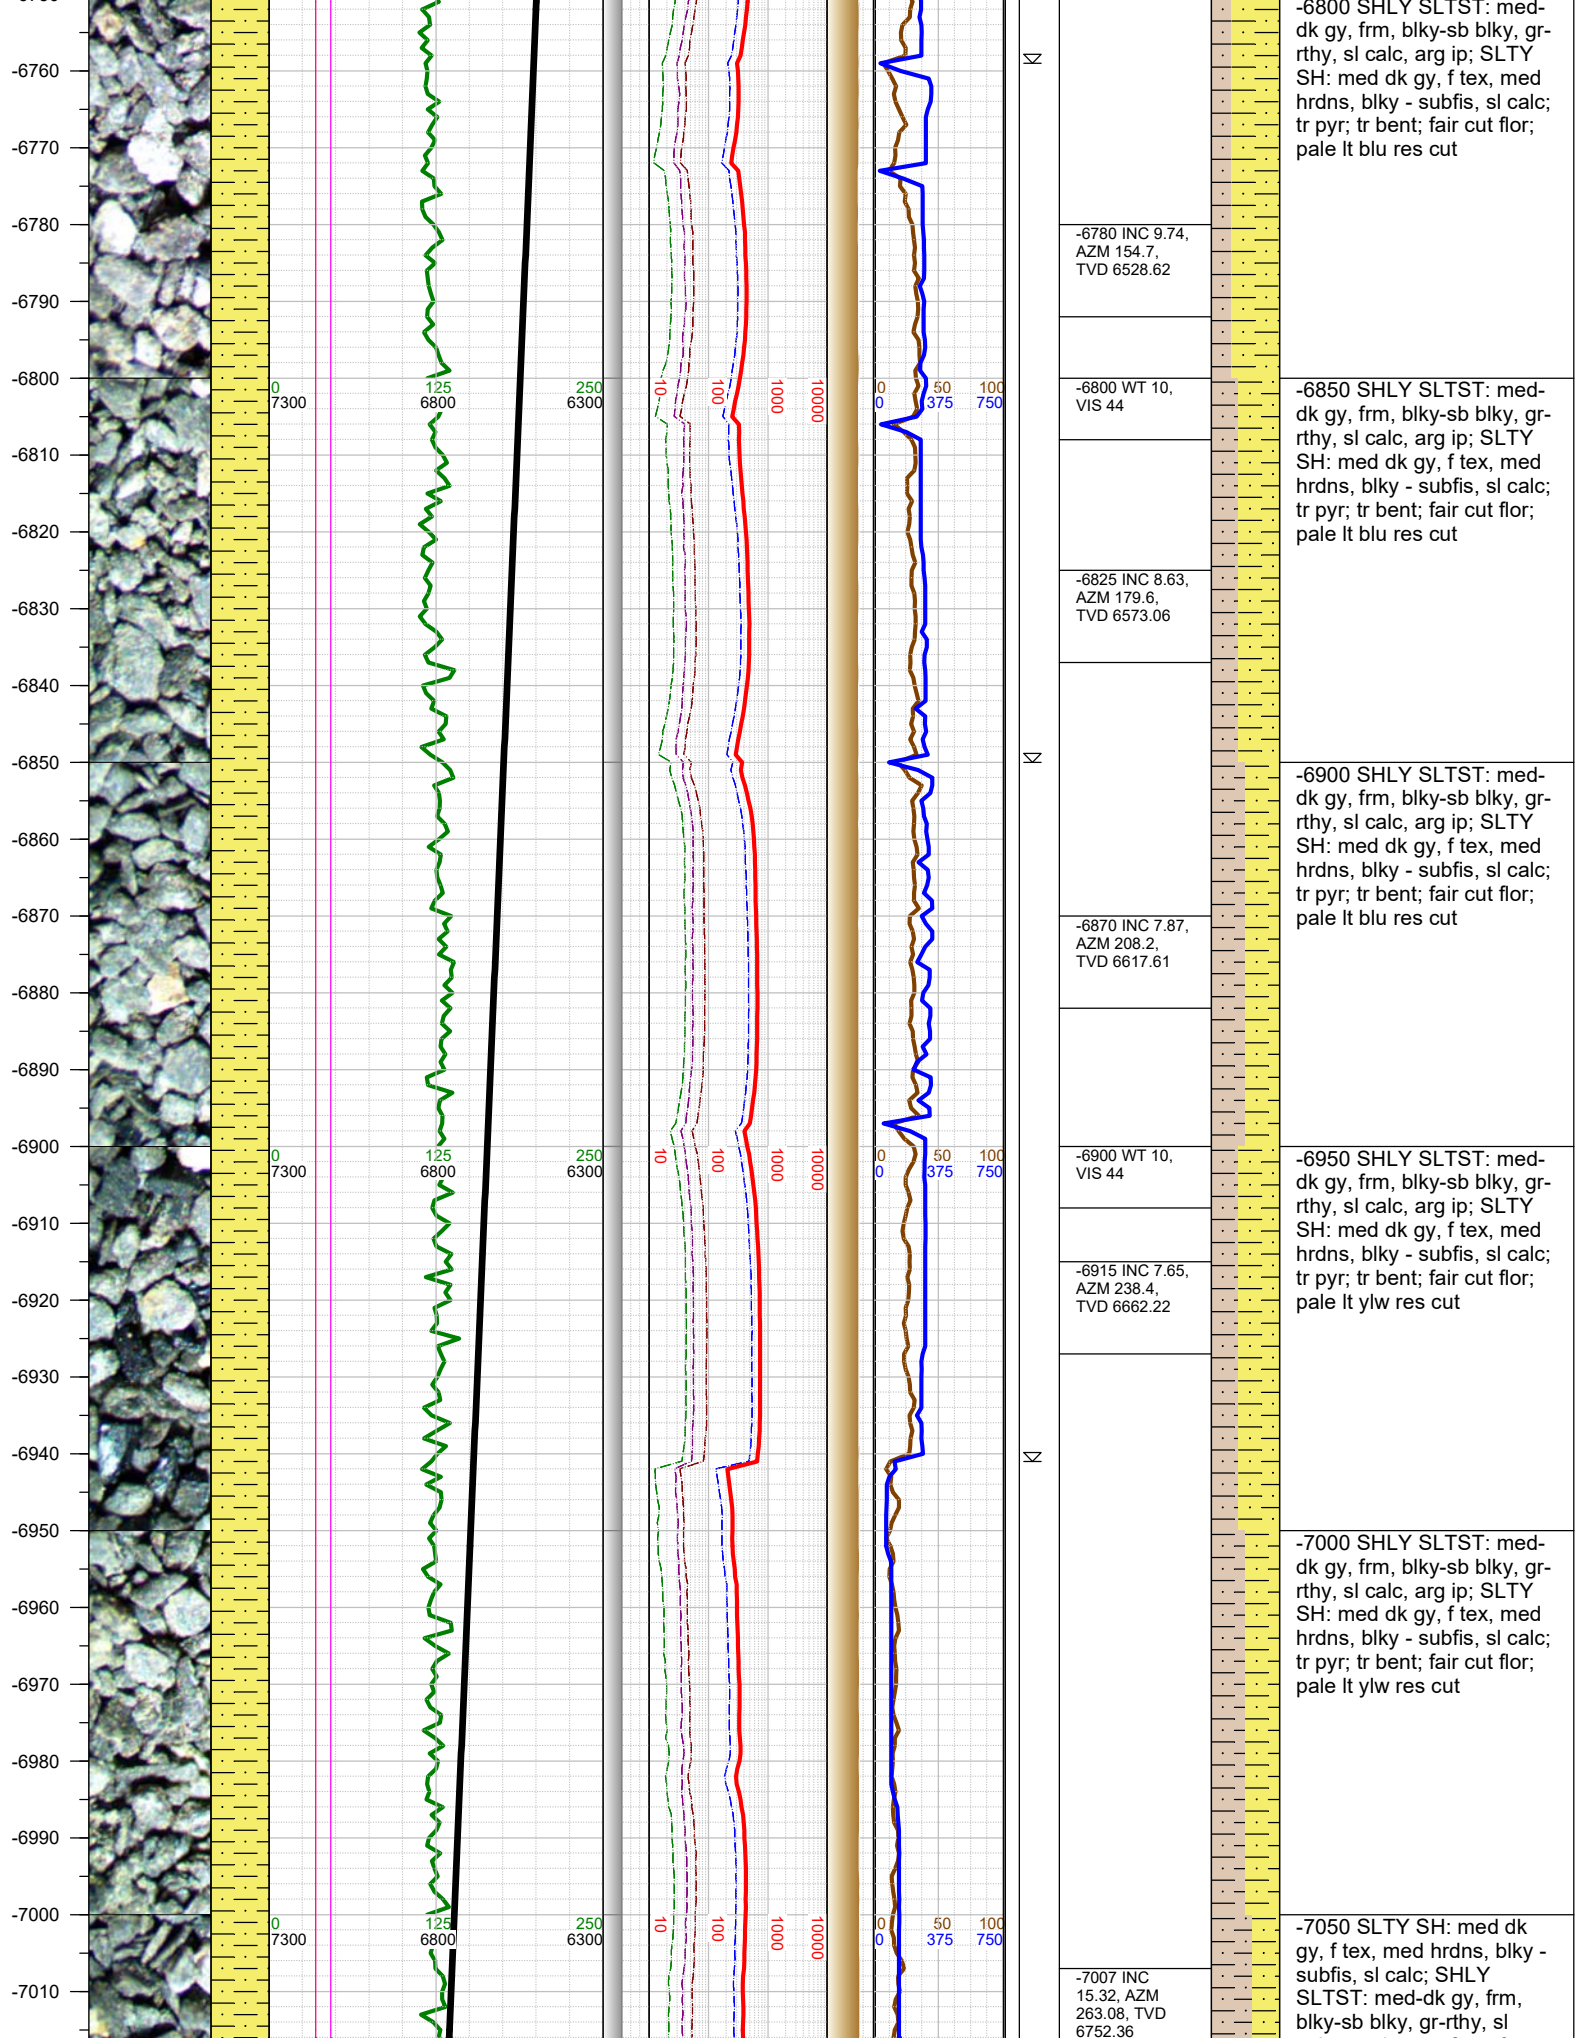 -6800 SHLY SLTST: med-
dk gy, frm, blky-sb blky, gr-
rthy, sl calc, arg ip; SLTY
SH: med dk gy, f tex, med
hrdns, blky - subfis, sl calc;
tr pyr; tr bent; fair cut flor;
pale lt blu res cut
-6760
-6770
-6780
-6790
-6780 INC 9.74,
AZM 154.7,
TVD 6528.62
-6800
0 125 250
7300 6800 6300
10 100 1000 10000
0 50 100
0 375 750
-6800 WT 10,
VIS 44
-6850 SHLY SLTST: med-
dk gy, frm, blky-sb blky, gr-
rthy, sl calc, arg ip; SLTY
SH: med dk gy, f tex, med
hrdns, blky - subfis, sl calc;
tr pyr; tr bent; fair cut flor;
pale lt blu res cut
-6810
-6820
-6830
-6840
-6825 INC 8.63,
AZM 179.6,
TVD 6573.06
-6850
-6900 SHLY SLTST: med-
dk gy, frm, blky-sb blky, gr-
rthy, sl calc, arg ip; SLTY
SH: med dk gy, f tex, med
hrdns, blky - subfis, sl calc;
tr pyr; tr bent; fair cut flor;
pale lt blu res cut
-6860
-6870
-6880
-6890
-6870 INC 7.87,
AZM 208.2,
TVD 6617.61
-6900
0 125 250
7300 6800 6300
10 100 1000 10000
0 50 100
0 375 750
-6900 WT 10,
VIS 44
-6950 SHLY SLTST: med-
dk gy, frm, blky-sb blky, gr-
rthy, sl calc, arg ip; SLTY
SH: med dk gy, f tex, med
hrdns, blky - subfis, sl calc;
tr pyr; tr bent; fair cut flor;
pale lt ylw res cut
-6910
-6920
-6930
-6940
-6915 INC 7.65,
AZM 238.4,
TVD 6662.22
-6950
-7000 SHLY SLTST: med-
dk gy, frm, blky-sb blky, gr-
rthy, sl calc, arg ip; SLTY
SH: med dk gy, f tex, med
hrdns, blky - subfis, sl calc;
tr pyr; tr bent; fair cut flor;
pale lt ylw res cut
-6960
-6970
-6980
-6990
-7000
0 125 250
7300 6800 6300
10 100 1000 10000
0 50 100
0 375 750
-7010
-7007 INC
15.32, AZM
263.08, TVD
6752.36
-7050 SLTY SH: med dk
gy, f tex, med hrdns, blky -
subfis, sl calc; SHLY
SLTST: med-dk gy, frm,
blky-sb blky, gr-rthy, sl